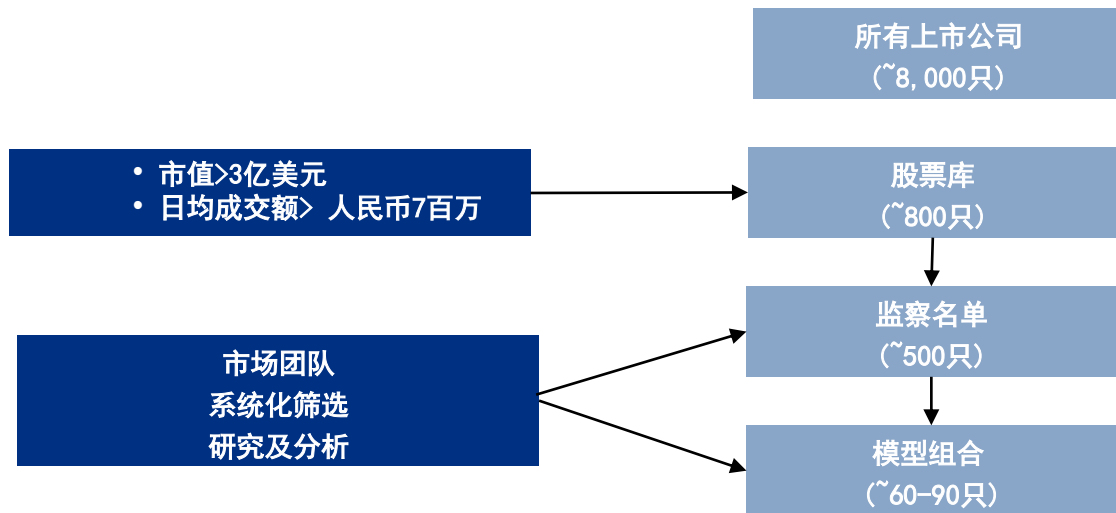 所有上市公司
(~8,000只)
• 市值>3亿美元
• 日均成交额> 人民币7百万
股票库
(~800只)
监察名单
(~500只)
市场团队
系统化筛选
研究及分析
模型组合
(~60-90只)